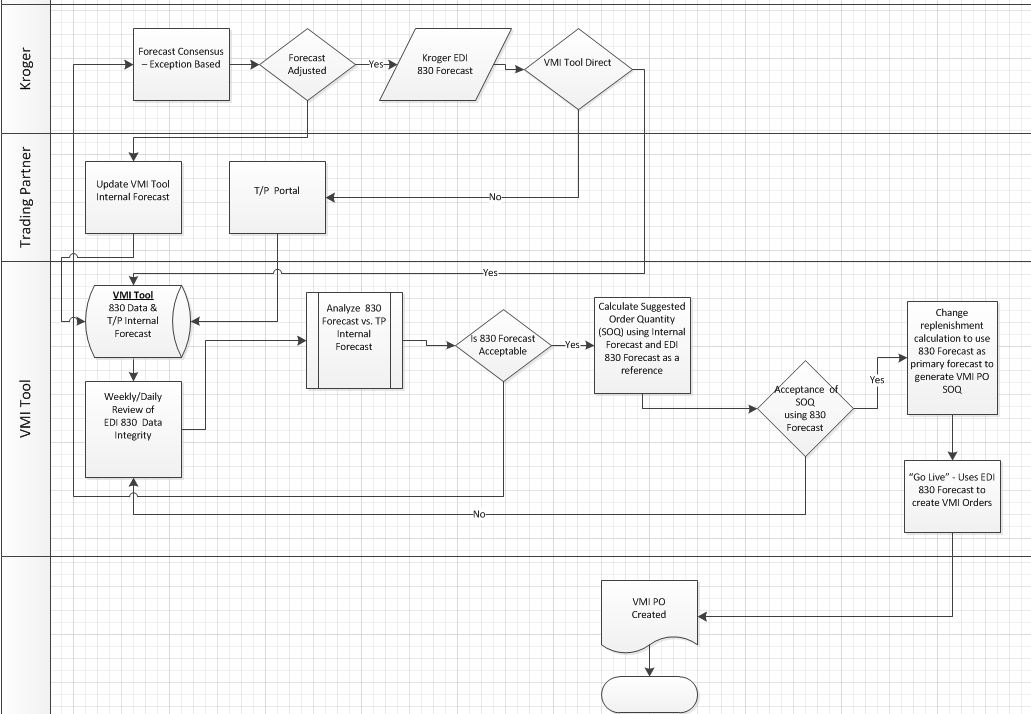 Kroger
Forecast Consensus
– Exception Based
Forecast
Adjusted
Yes
Kroger EDI
830 Forecast
VMI Tool Direct
Trading Partner
Update VMI Tool
Internal Forecast
T/P Portal
No
Yes
VMI Tool
VMI Tool
830 Data &
T/P Internal
Forecast
Analyze 830
Forecast vs. TP
Internal
Forecast
Is 830 Forecast
Acceptable
Yes
Calculate Suggested
Order Quantity
(SOQ) using Internal
Forecast and EDI
830 Forecast as a
reference
Acceptance of
SOQ
using 830
Forecast
Yes
Change
replenishment
calculation to use
830 Forecast as
primary forecast to
generate VMI PO
SOQ
Weekly/Daily
Review of
EDI 830 Data
Integrity
“Go Live” - Uses EDI
830 Forecast to
create VMI Orders
No
VMI PO
Created